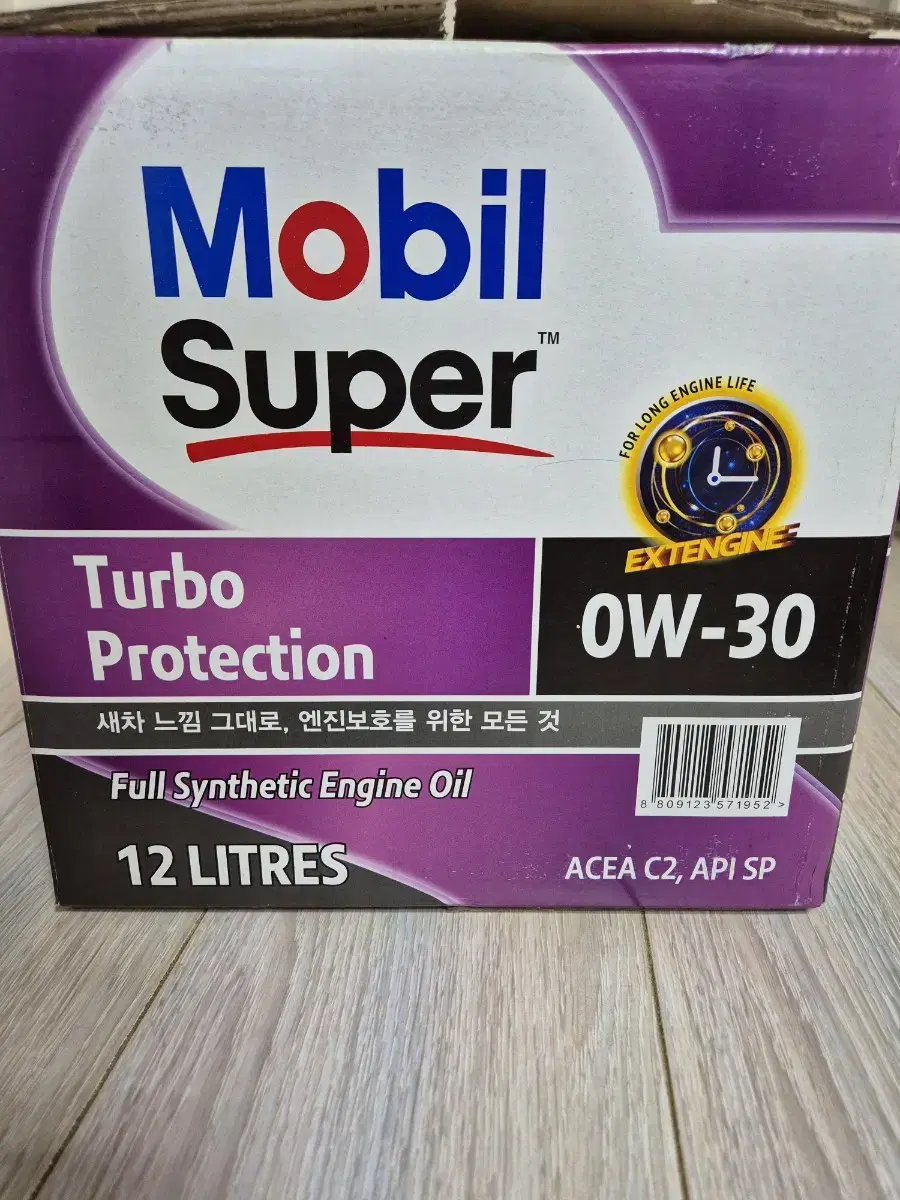 Mobil
Super™
FOR LONG ENGINE LIFE
EXTENGINE
Turbo
Protection
0W-30
새차 느낌 그대로, 엔진보호를 위한 모든 것
Full Synthetic Engine Oil
8 809123 571952 >
12 LITRES
ACEA C2, API SP